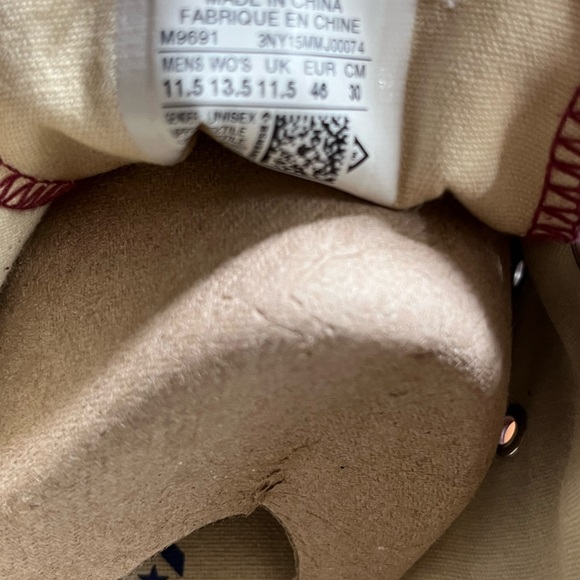 MADE IN CHINA
FABRIQUE EN CHINE
M9691 3NY15MMJ00074
MENS WO'S UK EUR CM
11.5 13.5 11.5 46 30
UNISEX